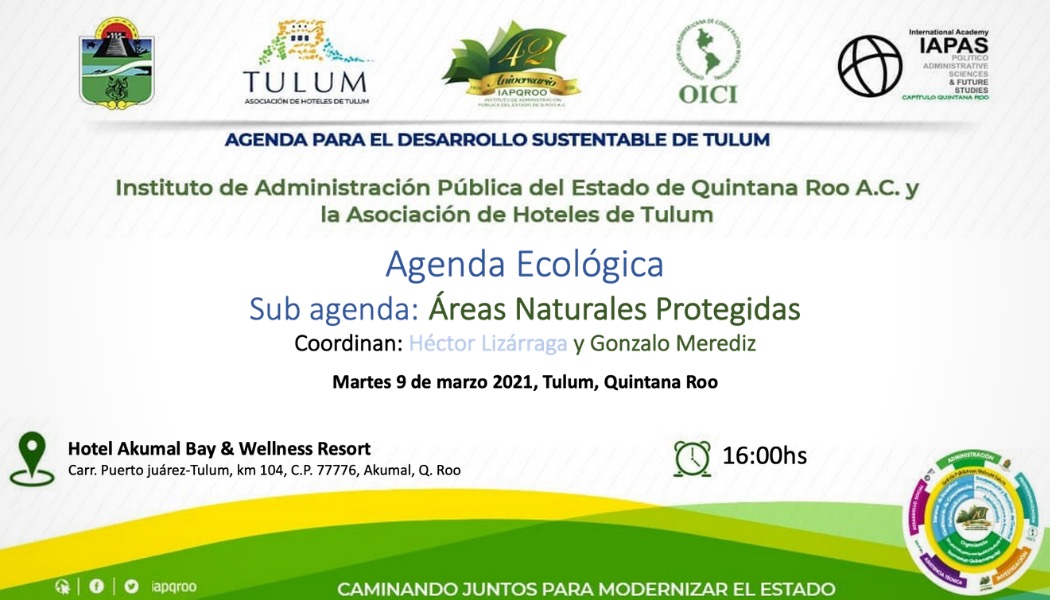 TULUM
ASOCIACIÓN DE HOTELES DE TULUM
42
Aniversario
IAPQROO
INSTITUTO DE ADMINISTRACIÓN
PÚBLICA DEL ESTADO DE Q ROO A.C.
OICI
International Academy
IAPAS
POLITICO
ADMINISTRATIVE
SCIENCES
& FUTURE
STUDIES
CAPÍTULO QUINTANA ROO
AGENDA PARA EL DESARROLLO SUSTENTABLE DE TULUM
Instituto de Administración Pública del Estado de Quintana Roo A.C. y
la Asociación de Hoteles de Tulum
Agenda Ecológica
Sub agenda: Áreas Naturales Protegidas
Coordinan: Héctor Lizárraga y Gonzalo Merediz
Martes 9 de marzo 2021, Tulum, Quintana Roo
Hotel Akumal Bay & Wellness Resort
Carr. Puerto juárez-Tulum, km 104, C.P. 77776, Akumal, Q. Roo
16:00hs
ADMINISTRACIÓN
DESARROLLO SOCIAL
ASISTENCIA TÉCNICA
INVESTIGACIÓN
iapqroo
CAMINANDO JUNTOS PARA MODERNIZAR EL ESTADO